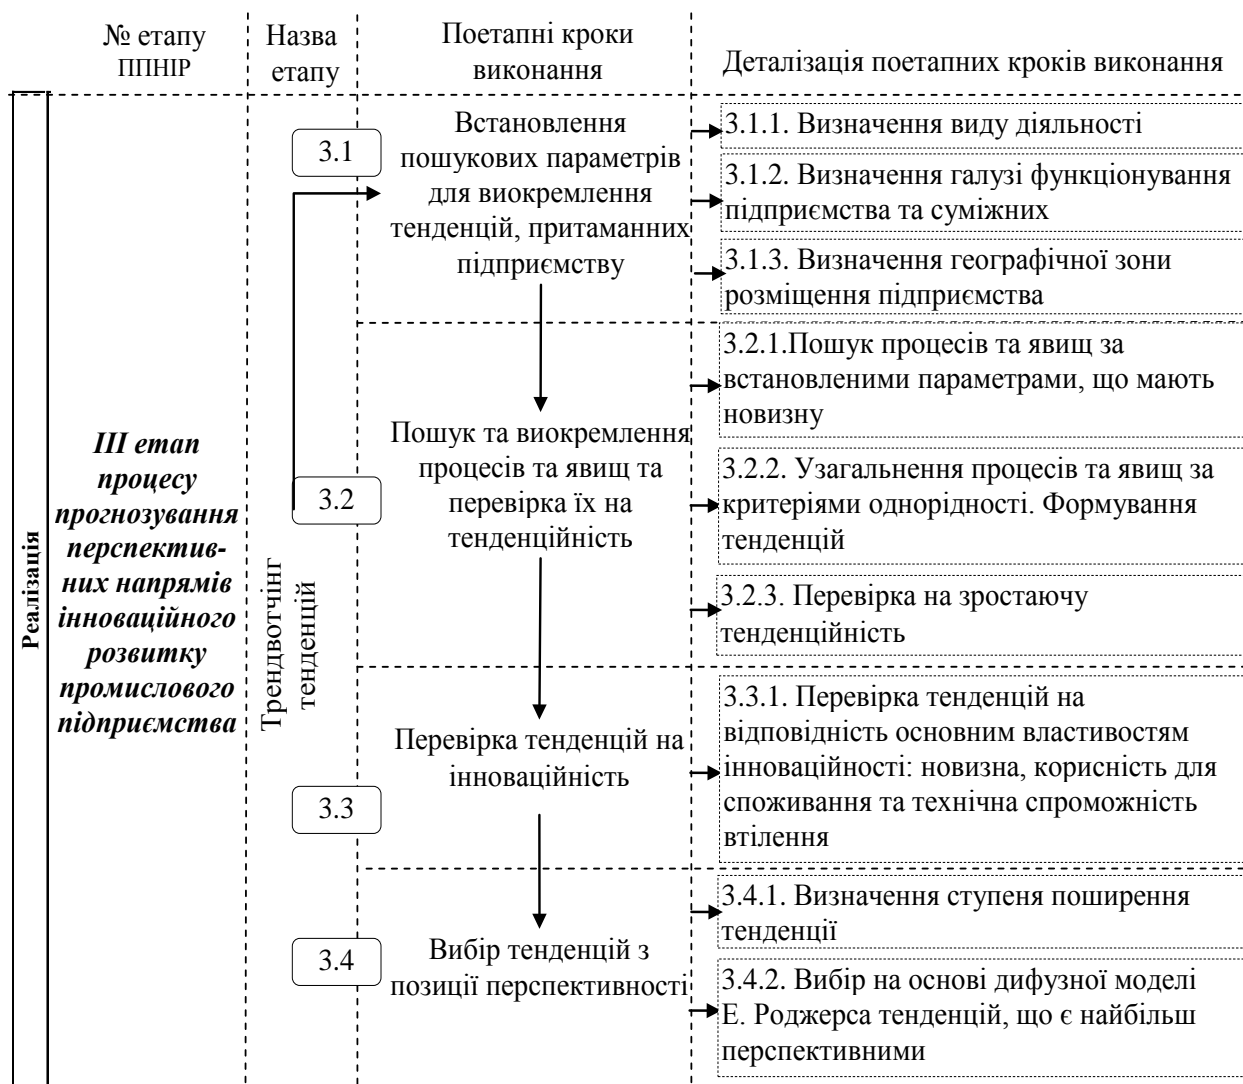 № етапу
ППНІР
Назва
етапу
Поетапні кроки
виконання
Деталізація поетапних кроків виконання
Реалізація
III етап
процесу
прогнозування
перспектив-
них напрямів
інноваційного
розвитку
промислового
підприємства
Трендвотчінг
тенденцій
3.1
Встановлення
пошукових параметрів
для виокремлення
тенденцій, притаманних
підприємству
3.1.1. Визначення виду діяльності
3.1.2. Визначення галузі функціонування
підприємства та суміжних
3.1.3. Визначення географічної зони
розміщення підприємства
3.2
Пошук та виокремлення
процесів та явищ та
перевірка їх на
тенденційність
3.2.1.Пошук процесів та явищ за
встановленими параметрами, що мають
новизну
3.2.2. Узагальнення процесів та явищ за
критеріями однорідності. Формування
тенденцій
3.2.3. Перевірка на зростаючу
тенденційність
3.3
Перевірка тенденцій на
інноваційність
3.3.1. Перевірка тенденцій на
відповідність основним властивостям
інноваційності: новизна, корисність для
споживання та технічна спроможність
втілення
3.4
Вибір тенденцій з
позиції перспективності
3.4.1. Визначення ступеня поширення
тенденції
3.4.2. Вибір на основі дифузної моделі
Е. Роджерса тенденцій, що є найбільш
перспективними